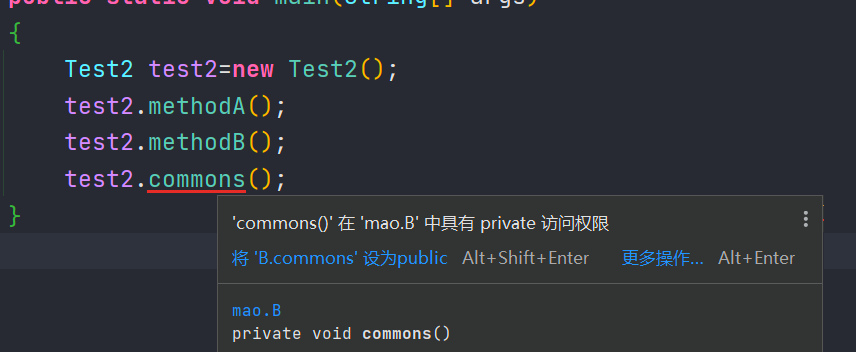 public static void main(String[] args)
{
Test2 test2=new Test2();
test2.methodA();
test2.methodB();
test2.commons();
}
'commons()' 在 'mao.B' 中具有 private 访问权限
将 'B.commons' 设为public Alt+Shift+Enter 更多操作... Alt+Enter
mao.B
private void commons()